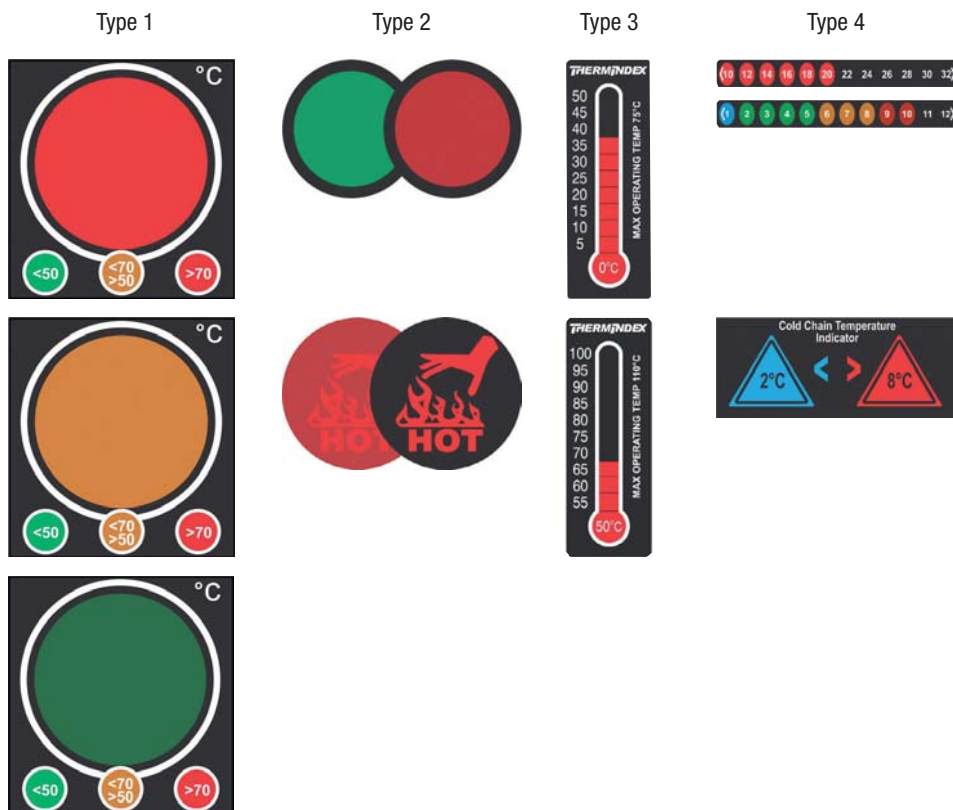 Type 1
Type 2
Type 3
Type 4
°C
<50
<70
>50
>70
THERMINDEX
50
45
40
35
30
25
20
15
10
5
0°C
MAX OPERATING TEMP 75°C
10 12 14 16 18 20 22 24 26 28 30 32
1 2 3 4 5 6 7 8 9 10 11 12
°C
<50
<70
>50
>70
HOT
HOT
THERMINDEX
100
95
90
85
80
75
70
65
60
55
50°C
MAX OPERATING TEMP 110°C
Cold Chain Temperature
Indicator
2°C < > 8°C
°C
<50
<70
>50
>70